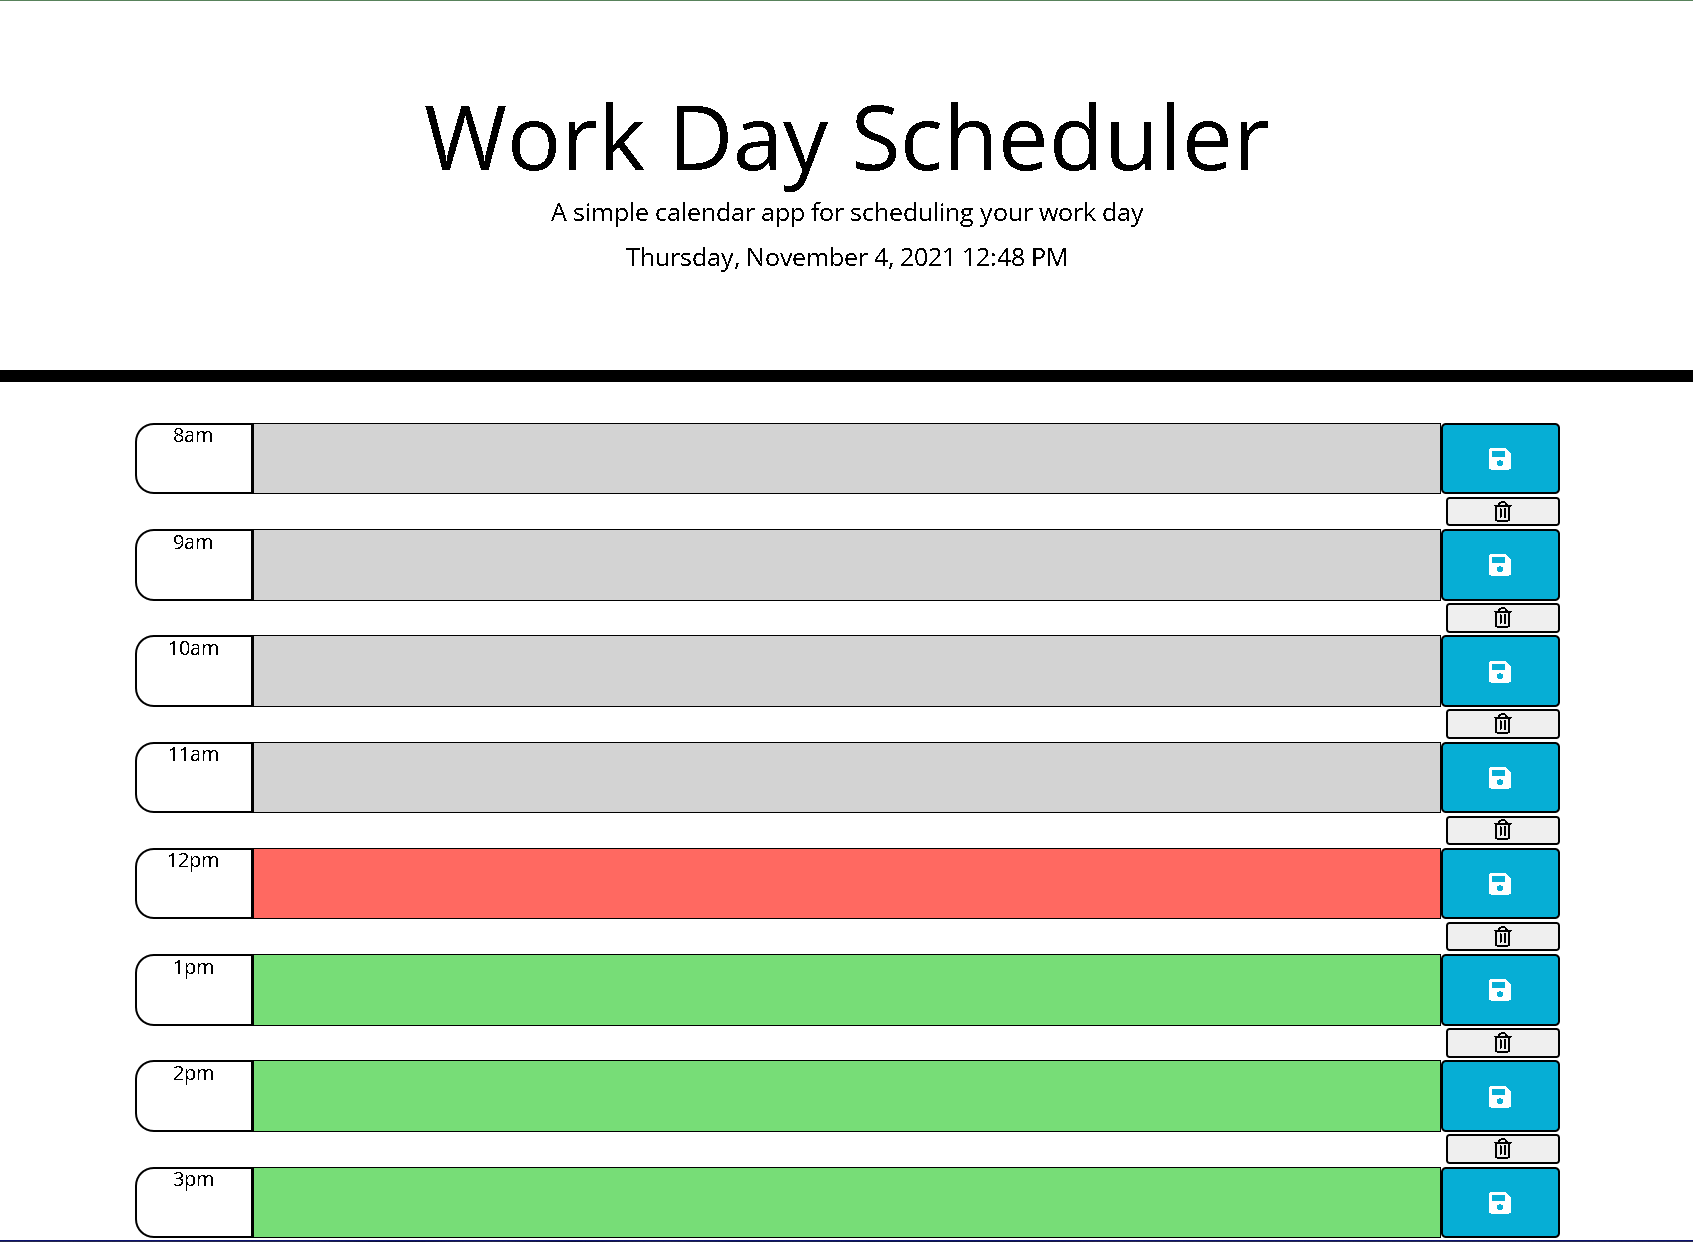 Work Day Scheduler
A simple calendar app for scheduling your work day
Thursday, November 4, 2021 12:48 PM
8am
9am
10am
11am
12pm
1pm
2pm
3pm